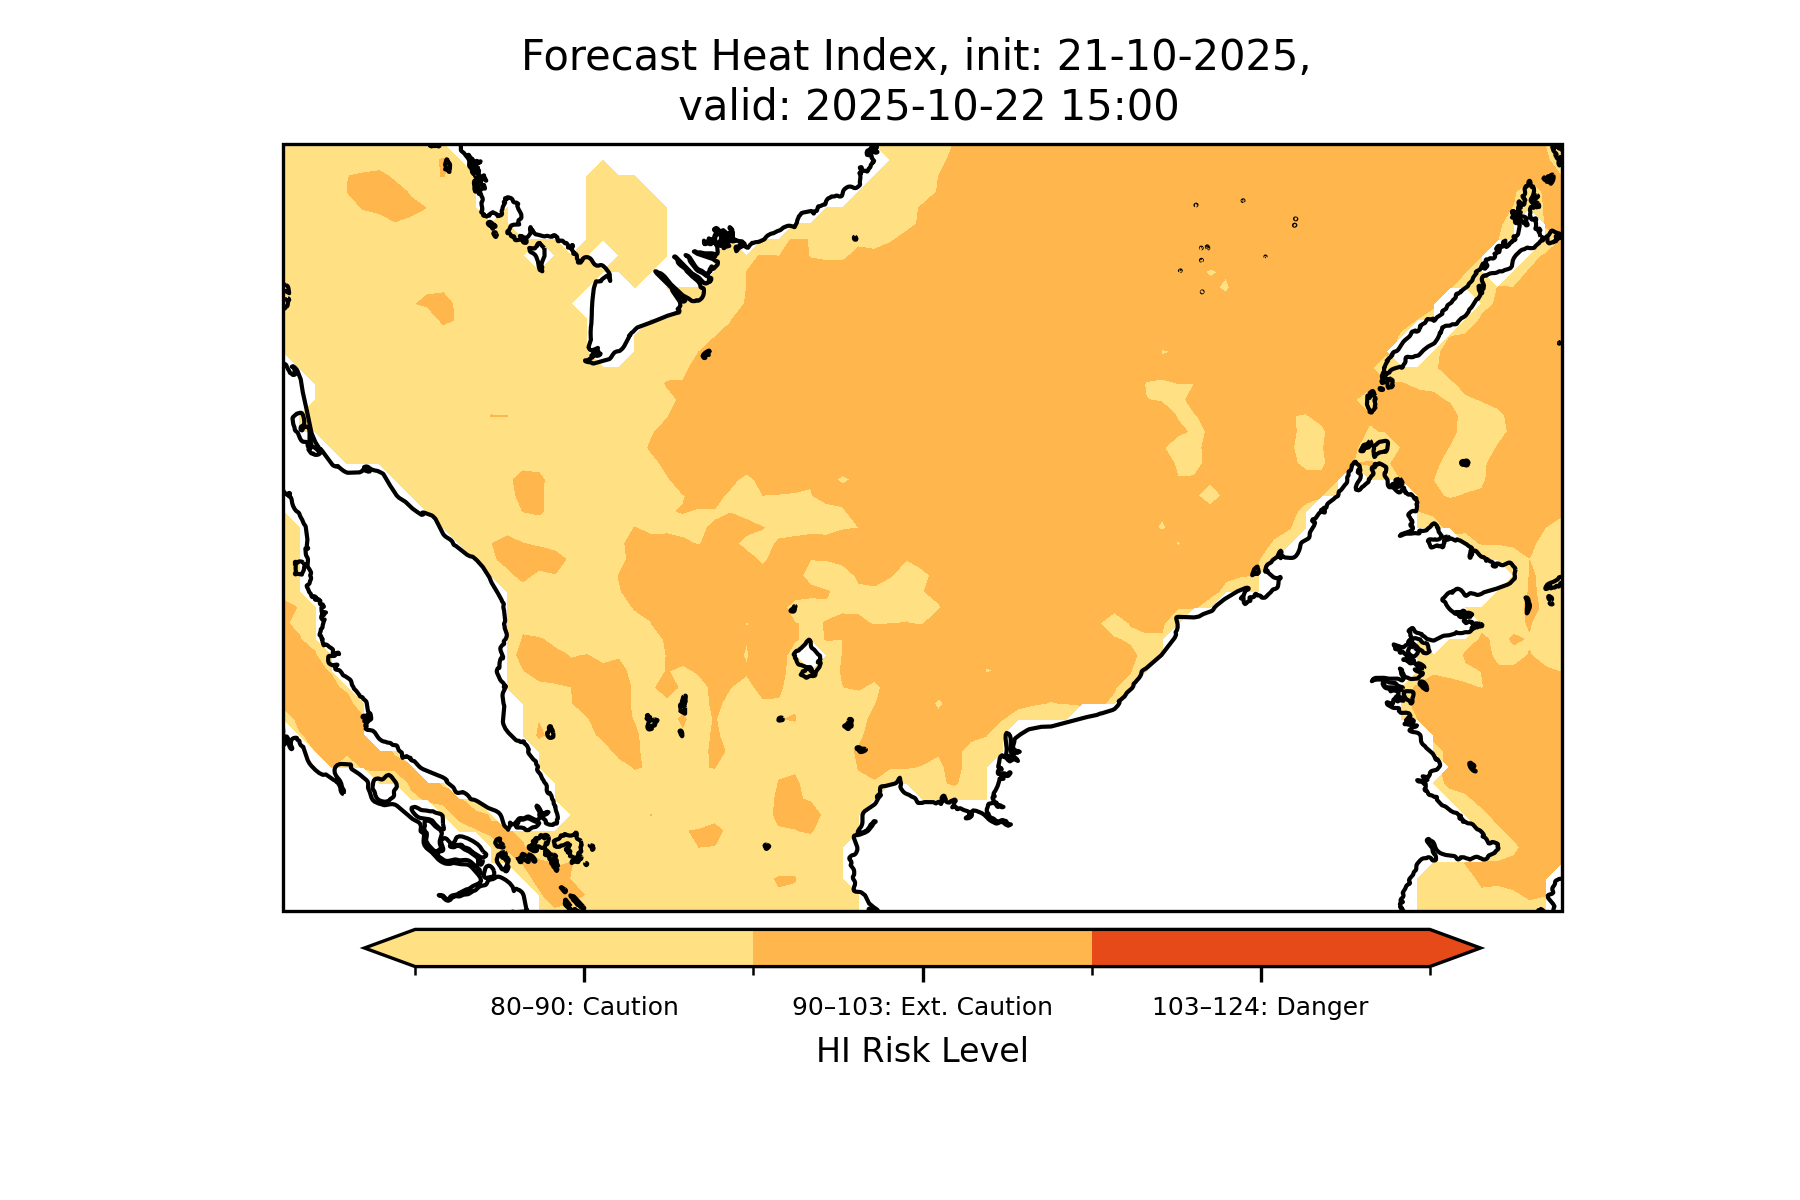 Forecast Heat Index, init: 21-10-2025,
valid: 2025-10-22 15:00
80–90: Caution
90–103: Ext. Caution
103–124: Danger
HI Risk Level